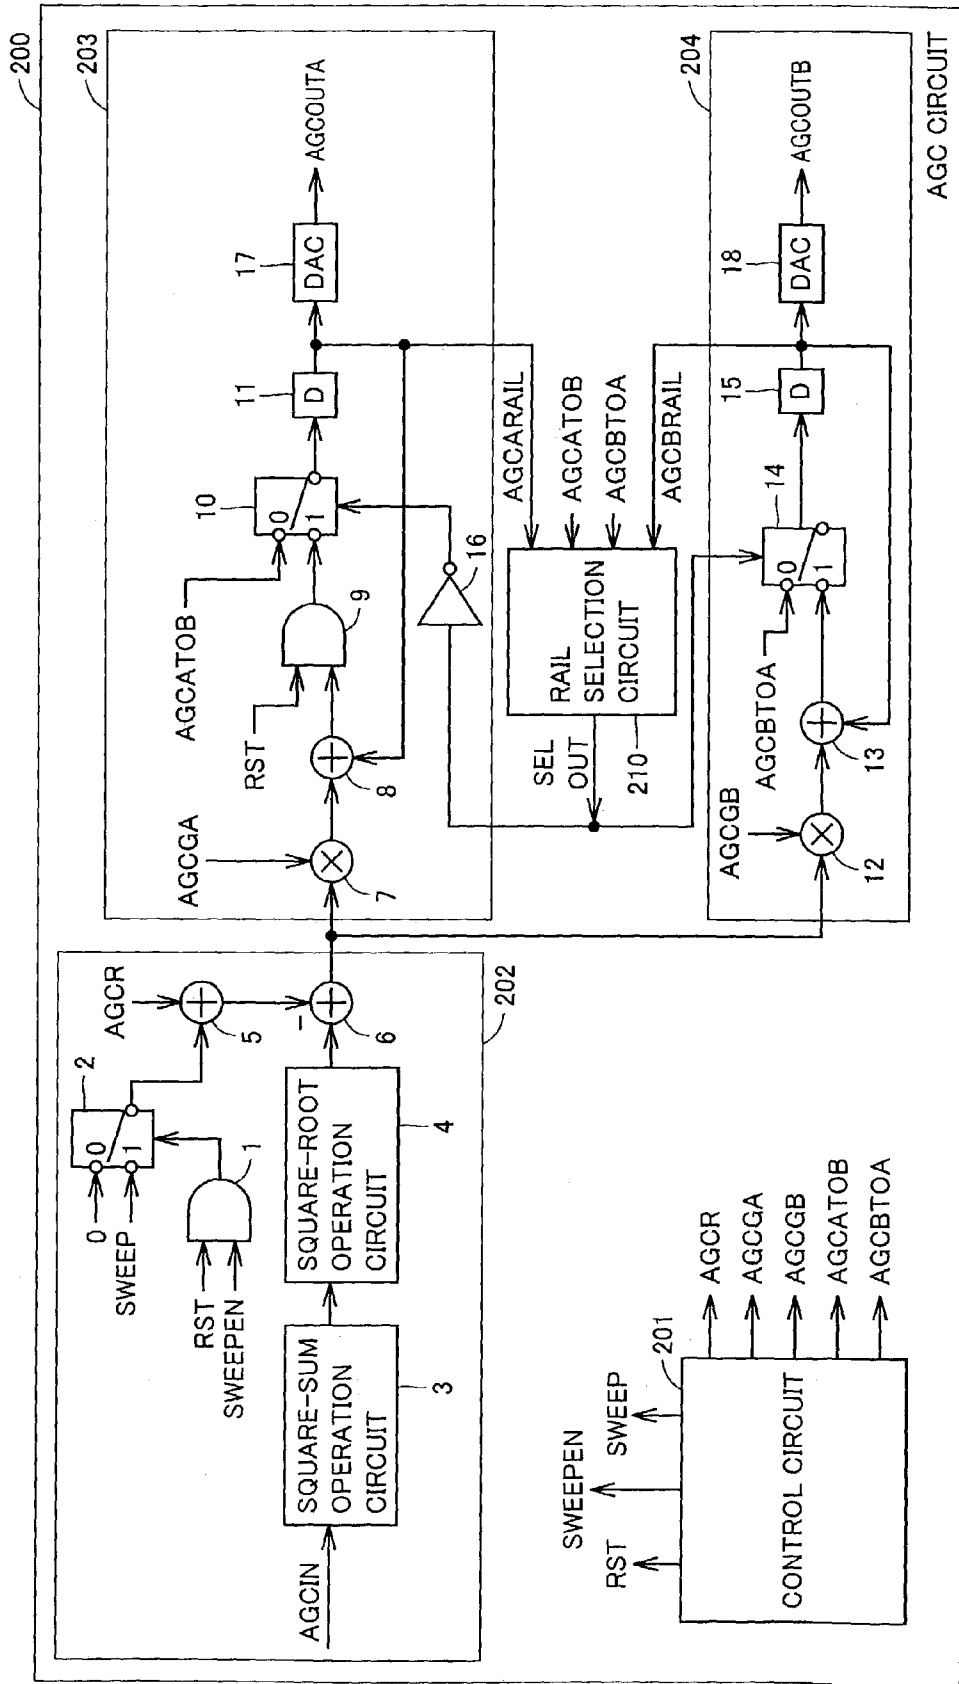 200
202
AGCIN
SQUARE-SUM
OPERATION
CIRCUIT
3
SQUARE-ROOT
OPERATION
CIRCUIT
4
0
SWEEP
0
1
2
RST
SWEEPEN
1
AGCR
5
-
6
203
AGCGA
7
8
RST
9
AGCATOB
0
1
10
D
11
DAC
17
AGCOUTA
16
SEL
OUT
RAIL
SELECTION
CIRCUIT
210
AGCARAIL
AGCATOB
AGCBTOA
AGCBRAIL
204
AGCGB
12
13
AGCBTOA
0
1
14
D
15
DAC
18
AGCOUTB
CONTROL CIRCUIT
201
RST
SWEEPEN
SWEEP
AGCR
AGCGA
AGCGB
AGCATOB
AGCBTOA
AGC CIRCUIT